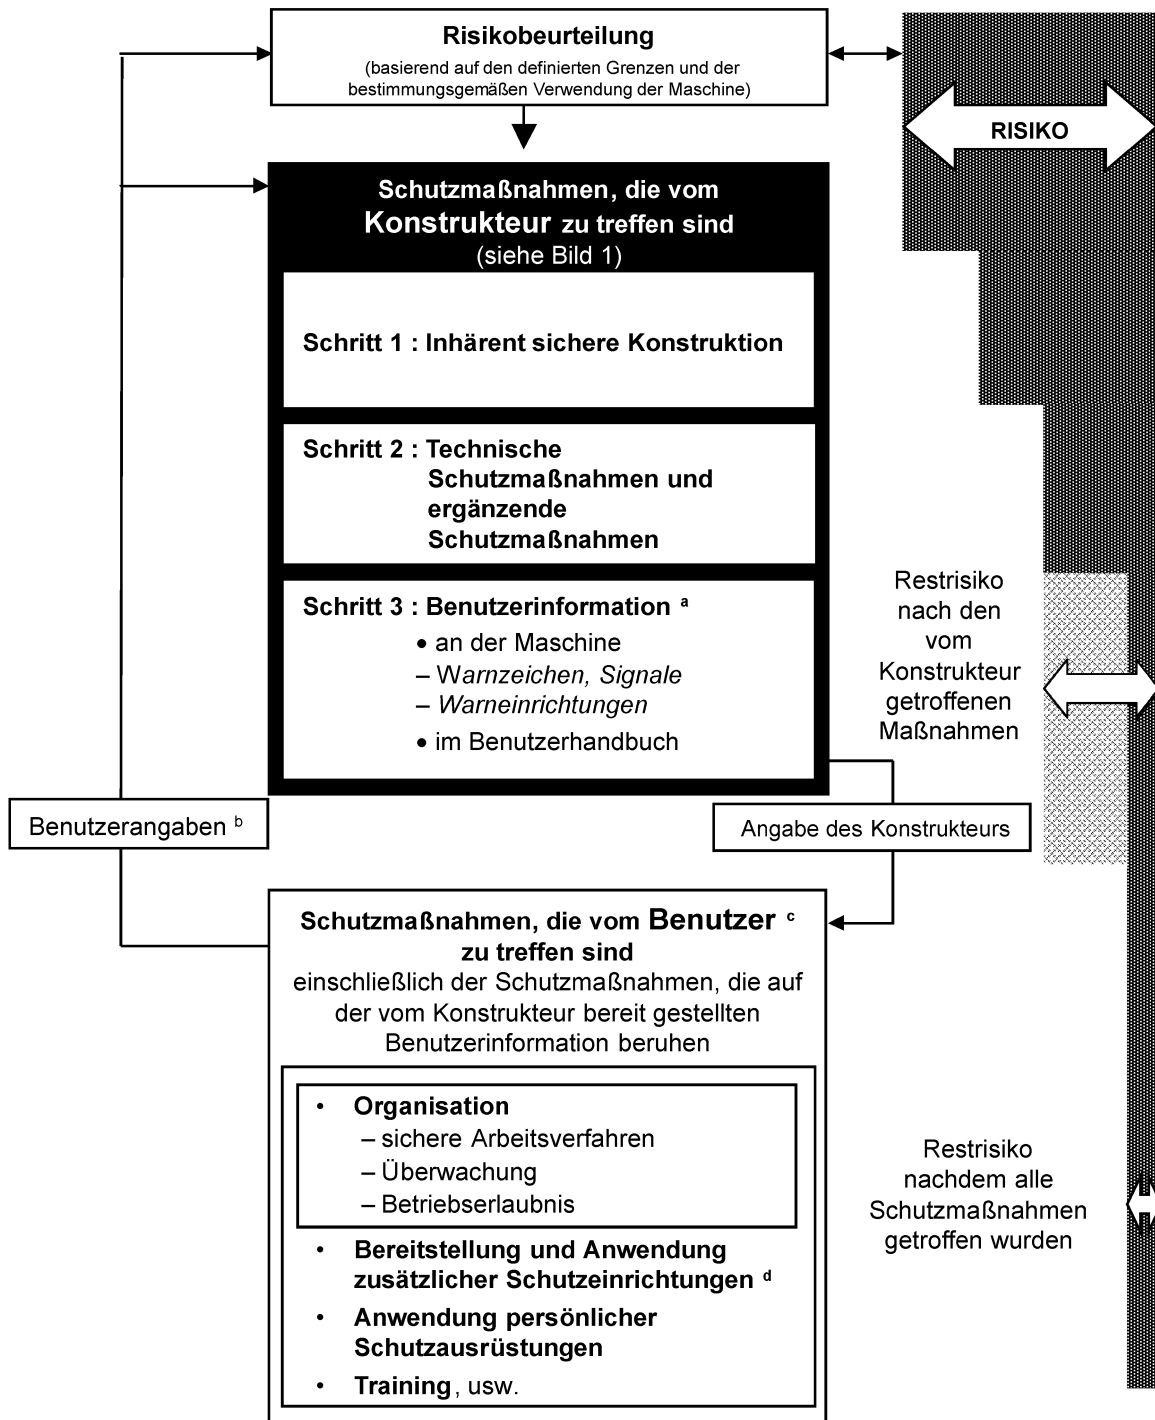 Risikobeurteilung
(basierend auf den definierten Grenzen und der
bestimmungsgemäßen Verwendung der Maschine)
RISIKO
Schutzmaßnahmen, die vom
Konstrukteur zu treffen sind
(siehe Bild 1)
Schritt 1 : Inhärent sichere Konstruktion
Schritt 2 : Technische
Schutzmaßnahmen und
ergänzende
Schutzmaßnahmen
Schritt 3 : Benutzerinformation a
• an der Maschine
– Warnzeichen, Signale
– Warneinrichtungen
• im Benutzerhandbuch
Restrisiko
nach den
vom
Konstrukteur
getroffenen
Maßnahmen
Benutzerangaben b
Angabe des Konstrukteurs
Schutzmaßnahmen, die vom Benutzer c
zu treffen sind
einschließlich der Schutzmaßnahmen, die auf
der vom Konstrukteur bereit gestellten
Benutzerinformation beruhen
• Organisation
– sichere Arbeitsverfahren
– Überwachung
– Betriebserlaubnis
• Bereitstellung und Anwendung
zusätzlicher Schutzeinrichtungen d
• Anwendung persönlicher
Schutzausrüstungen
• Training , usw.
Restrisiko
nachdem alle
Schutzmaßnahmen
getroffen wurden